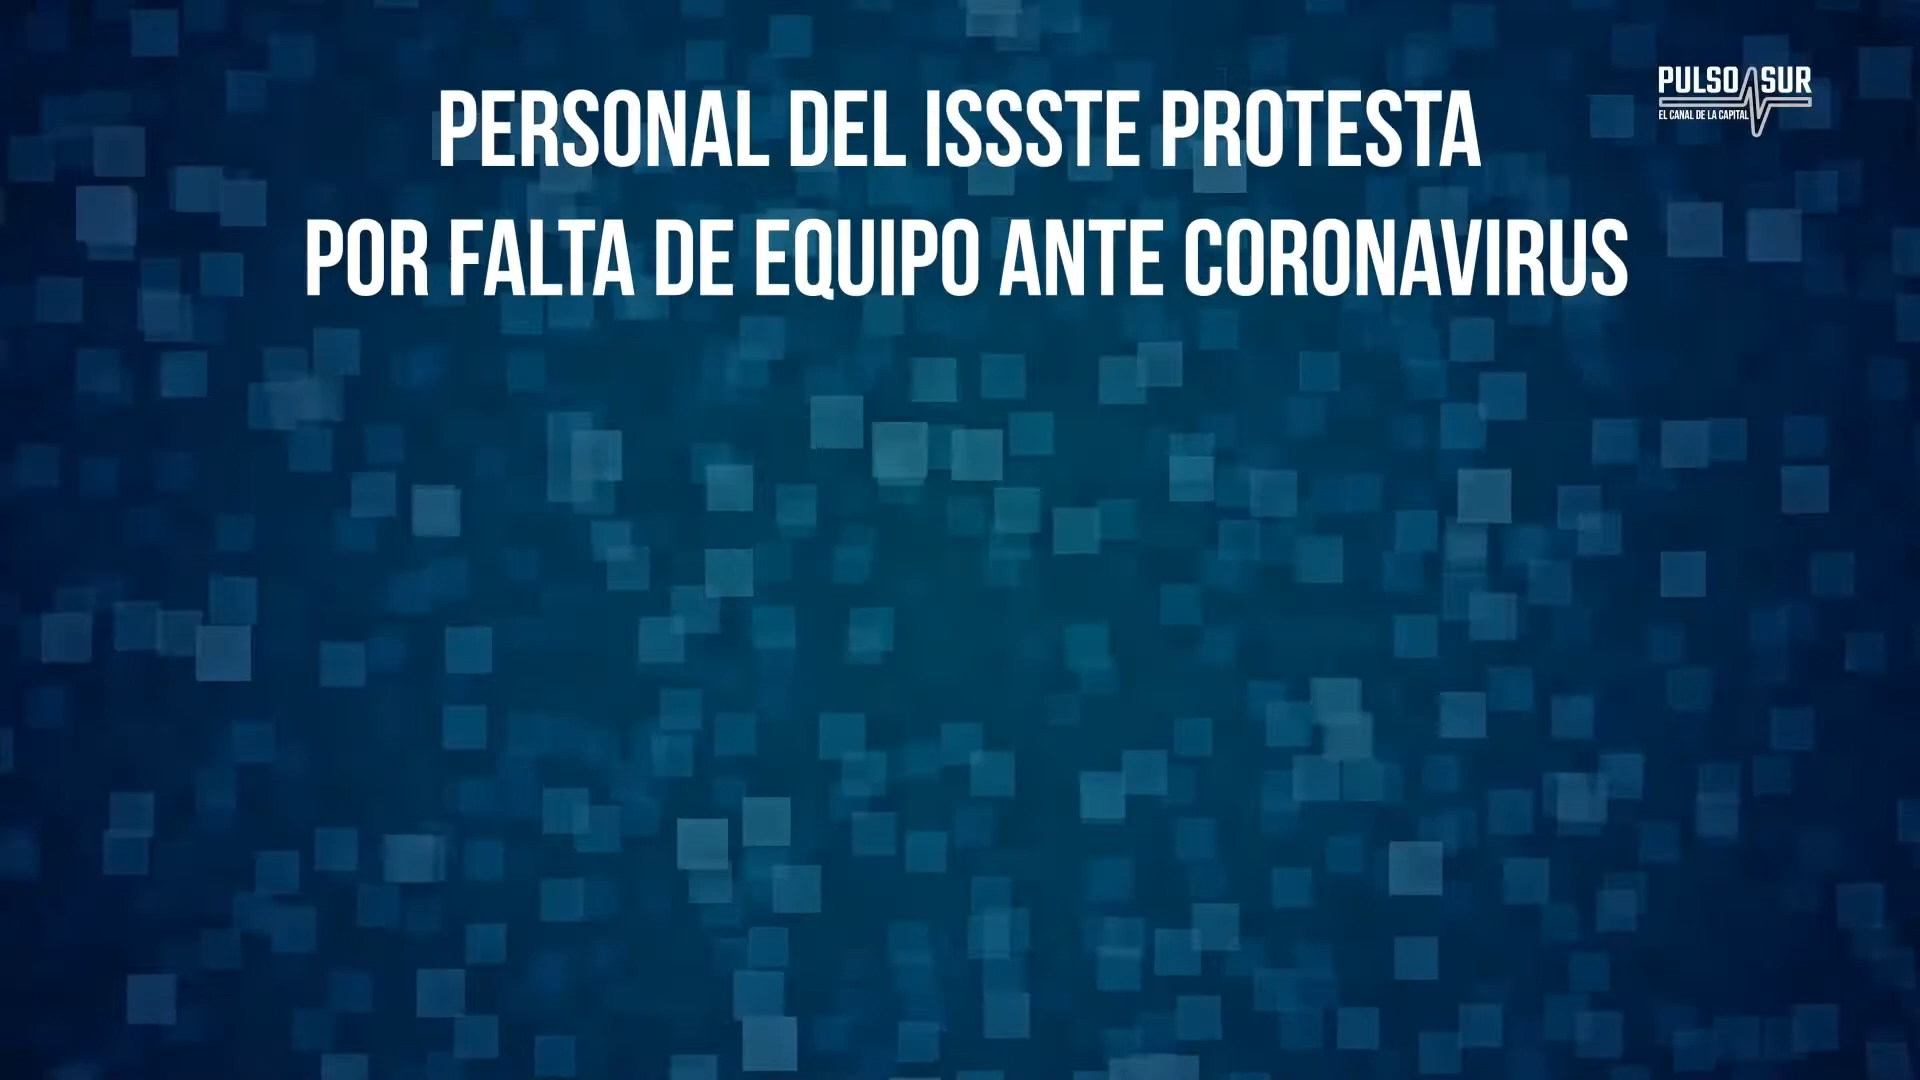 PERSONAL DEL ISSSTE PROTESTA
POR FALTA DE EQUIPO ANTE CORONAVIRUS
PULSO SUR
EL CANAL DE LA CAPITAL